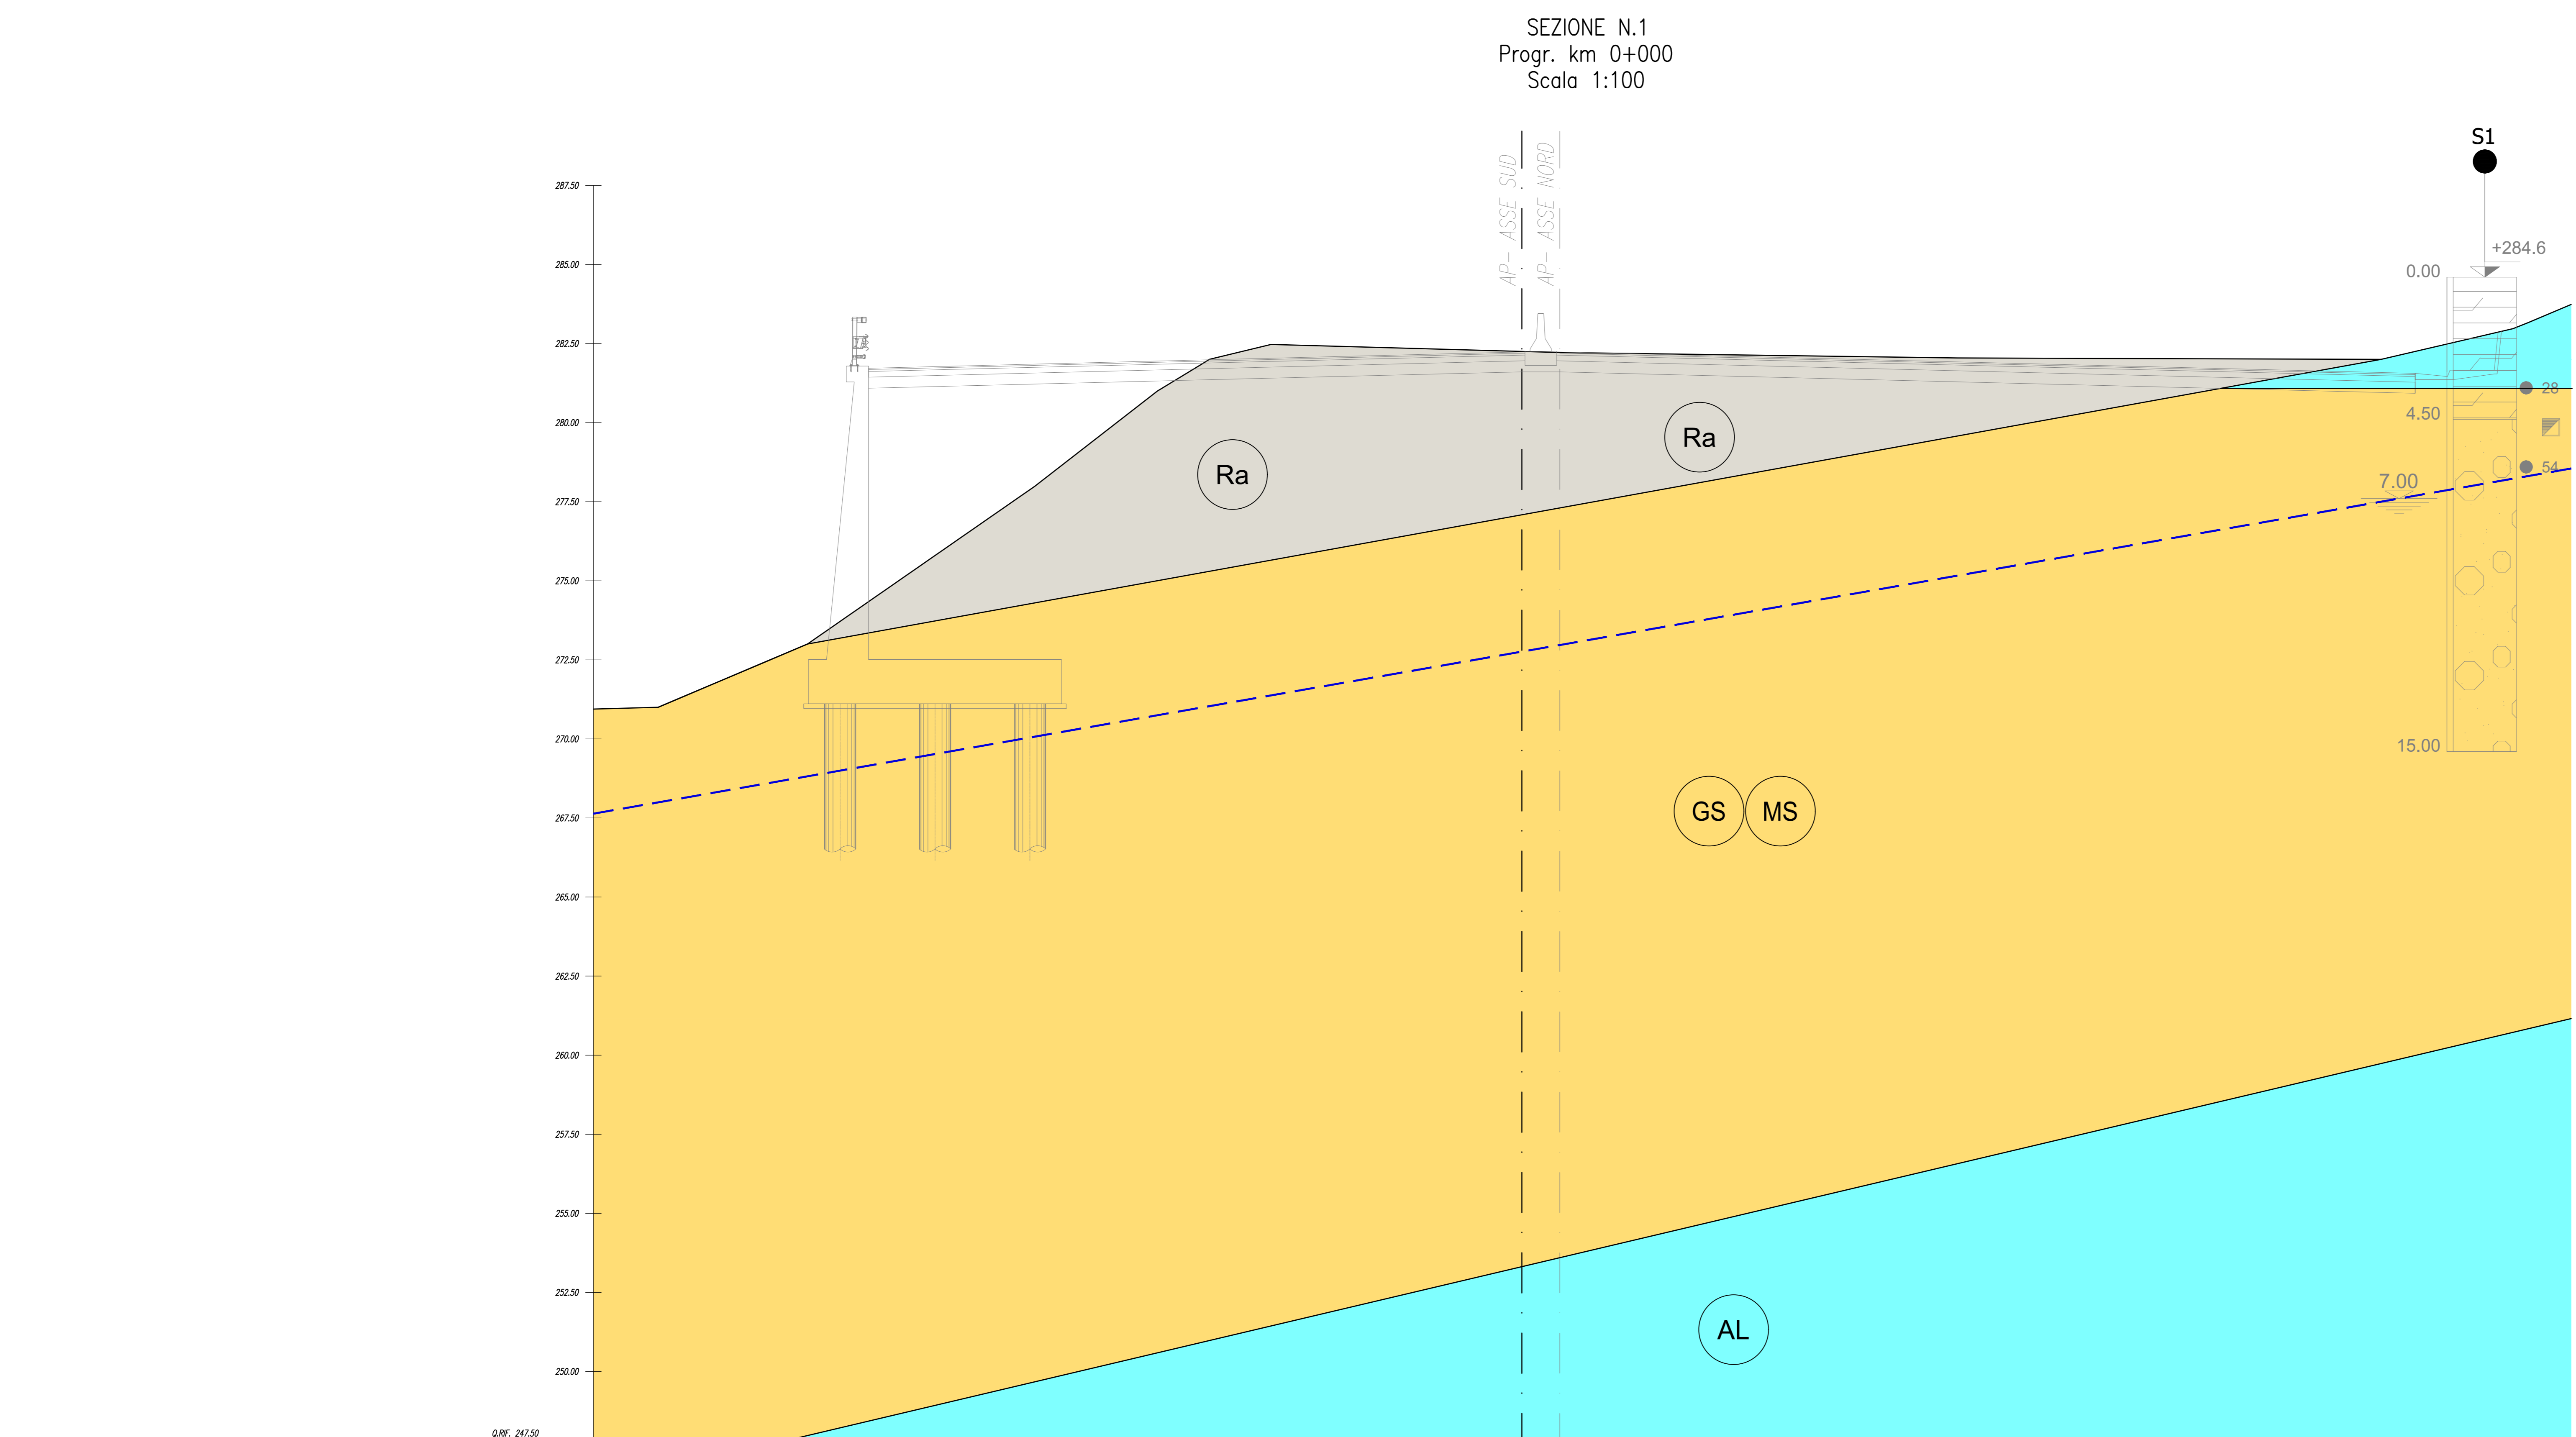 SEZIONE N.1
Progr. km 0+000
Scala 1:100
AP- ASSE SUD
AP- ASSE NORD
S1
+284.6
0.00
28
4.50
54
7.00
15.00
287.50
285.00
282.50
280.00
277.50
275.00
272.50
270.00
267.50
265.00
262.50
260.00
257.50
255.00
252.50
250.00
Q.RIF. 247.50
Ra
Ra
GS
MS
AL